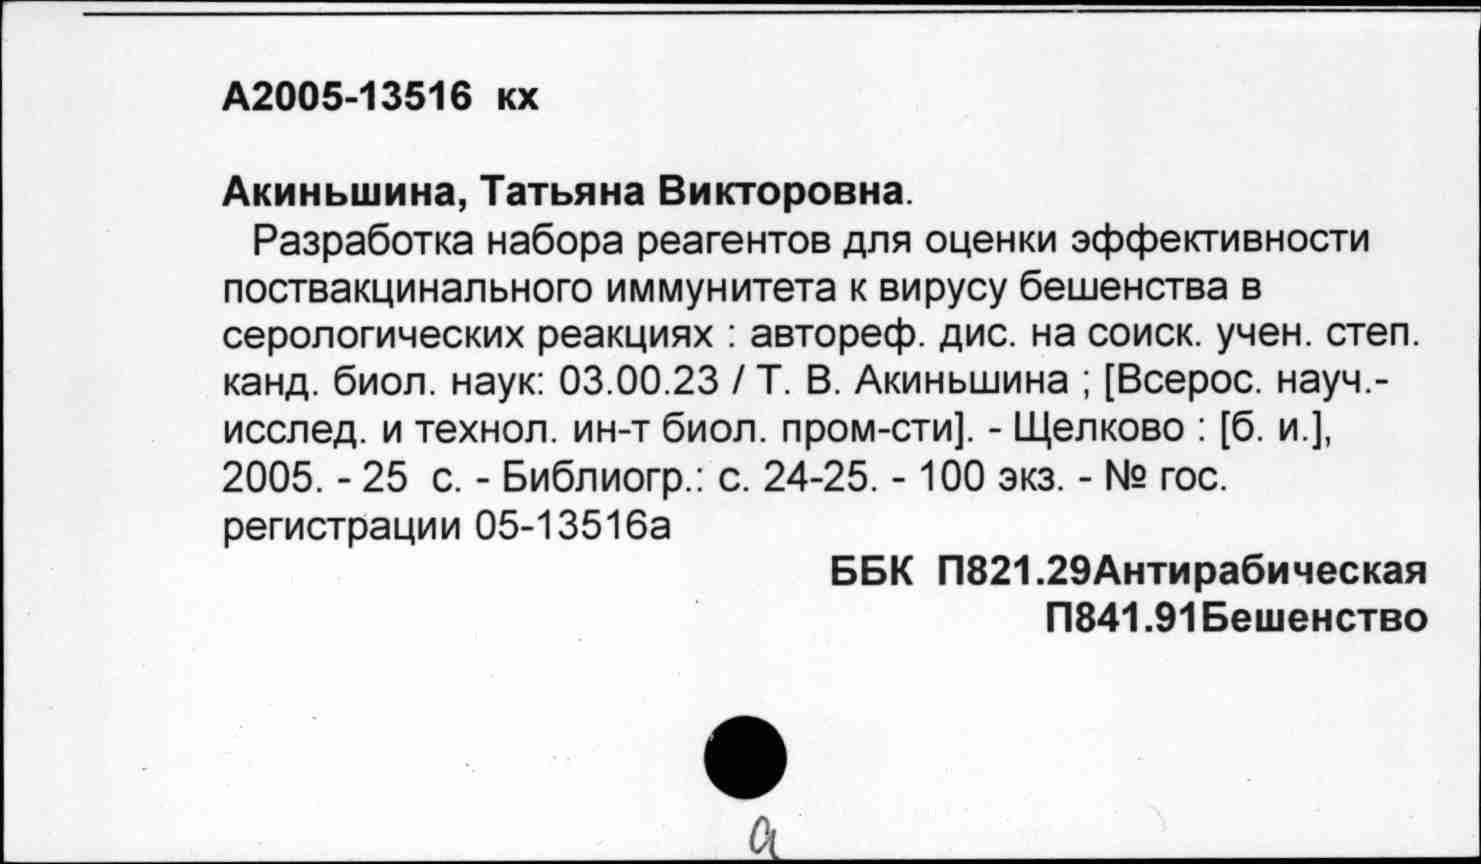 А2005-13516 кх
Акиньшина, Татьяна Викторовна.
Разработка набора реагентов для оценки эффективности
поствакцинального иммунитета к вирусу бешенства в
серологических реакциях : автореф. дис. на соиск. учен. степ.
канд. биол. наук: 03.00.23 / Т. В. Акиньшина ; [Всерос. науч.-
исслед. и технол. ин-т биол. пром-сти]. - Щелково : [б. и.],
2005. - 25 с. - Библиогр.: с. 24-25. - 100 экз. - № гос.
регистрации 05-13516а
ББК П821.29Антирабическая
П841.91Бешенство
а